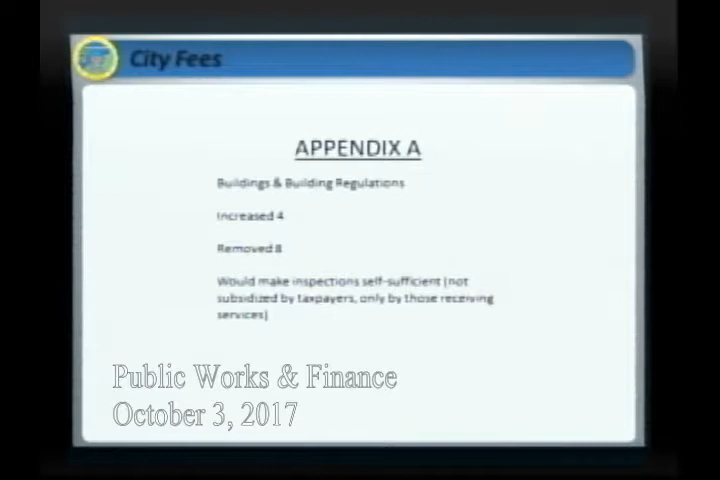 City Fees
APPENDIX A
Buildings & Building Regulations
Increased 4
Removed 8
Would make inspections self-sufficient (not
subsidized by taxpayers, only by those receiving
services)
Public Works & Finance
October 3, 2017